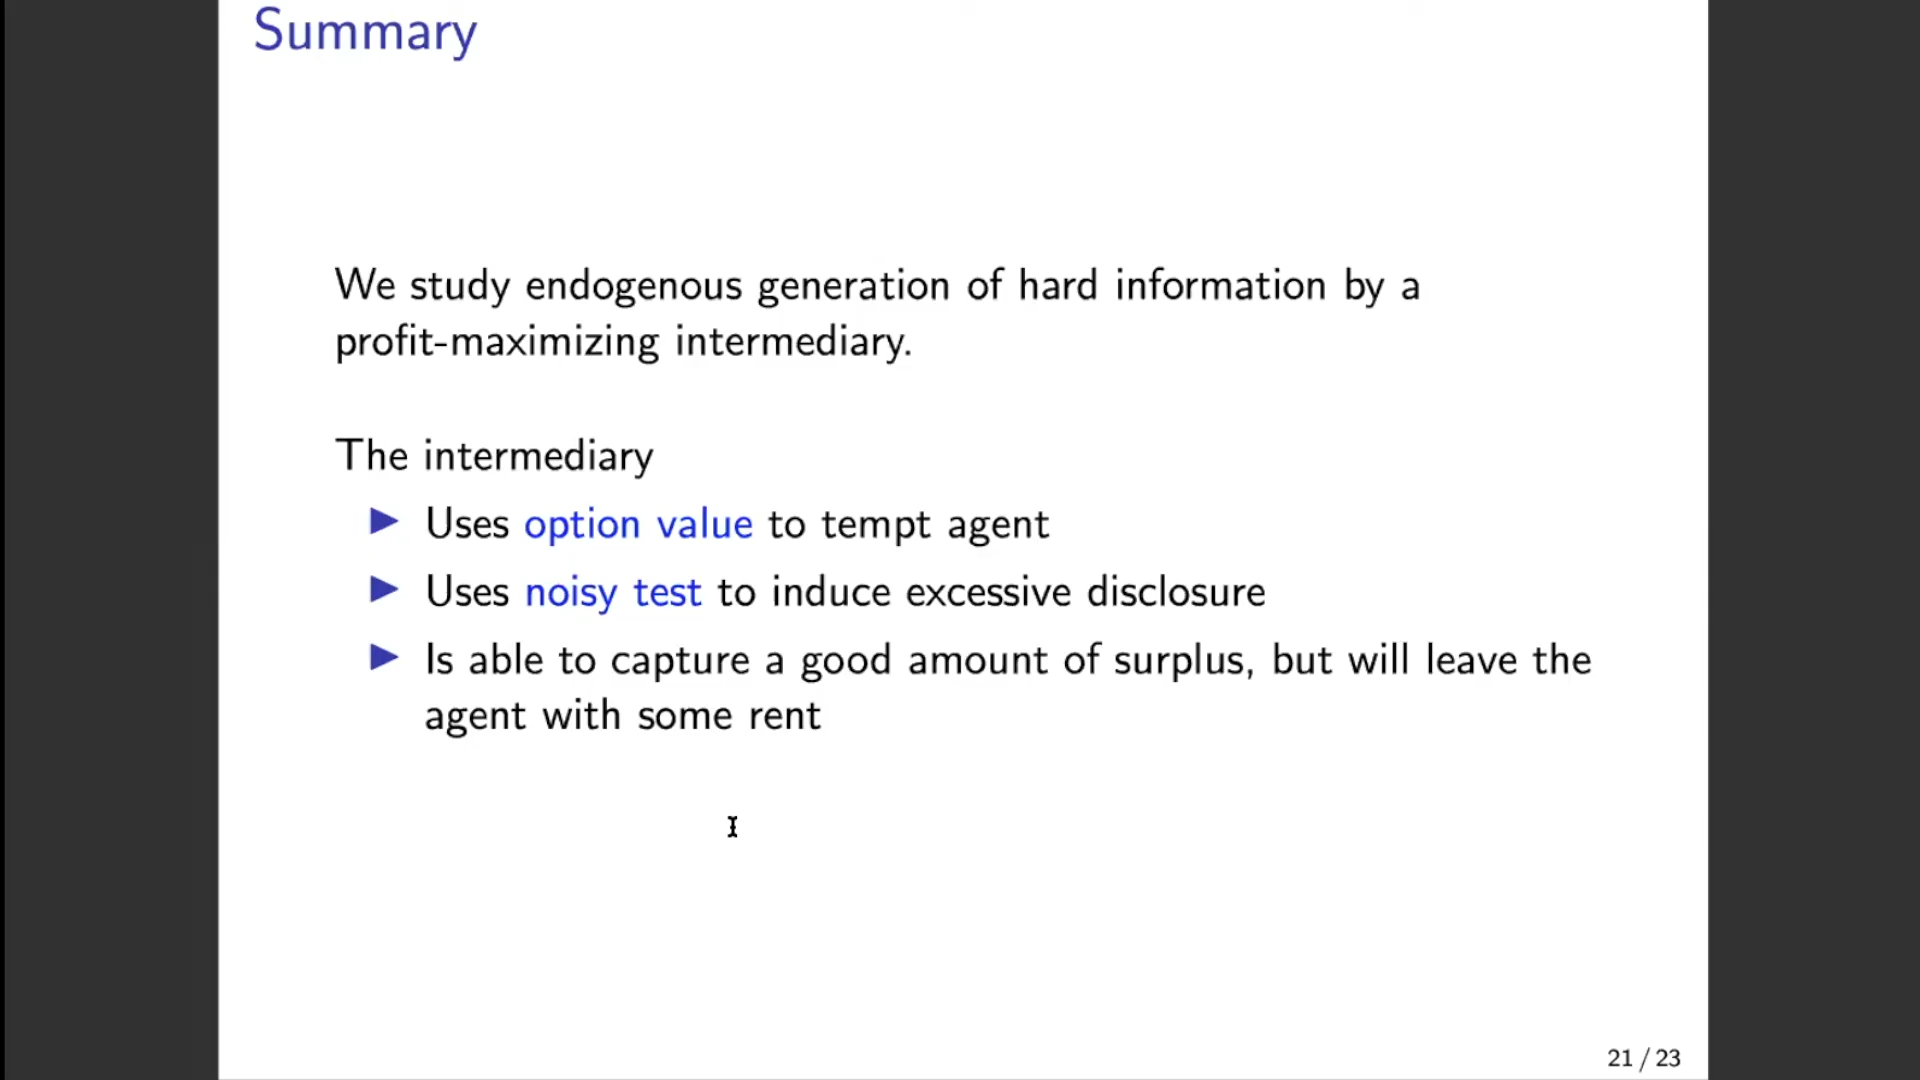 Summary
We study endogenous generation of hard information by a
profit-maximizing intermediary.
The intermediary
▶ Uses option value to tempt agent
▶ Uses noisy test to induce excessive disclosure
▶ Is able to capture a good amount of surplus, but will leave the
agent with some rent
21 / 23